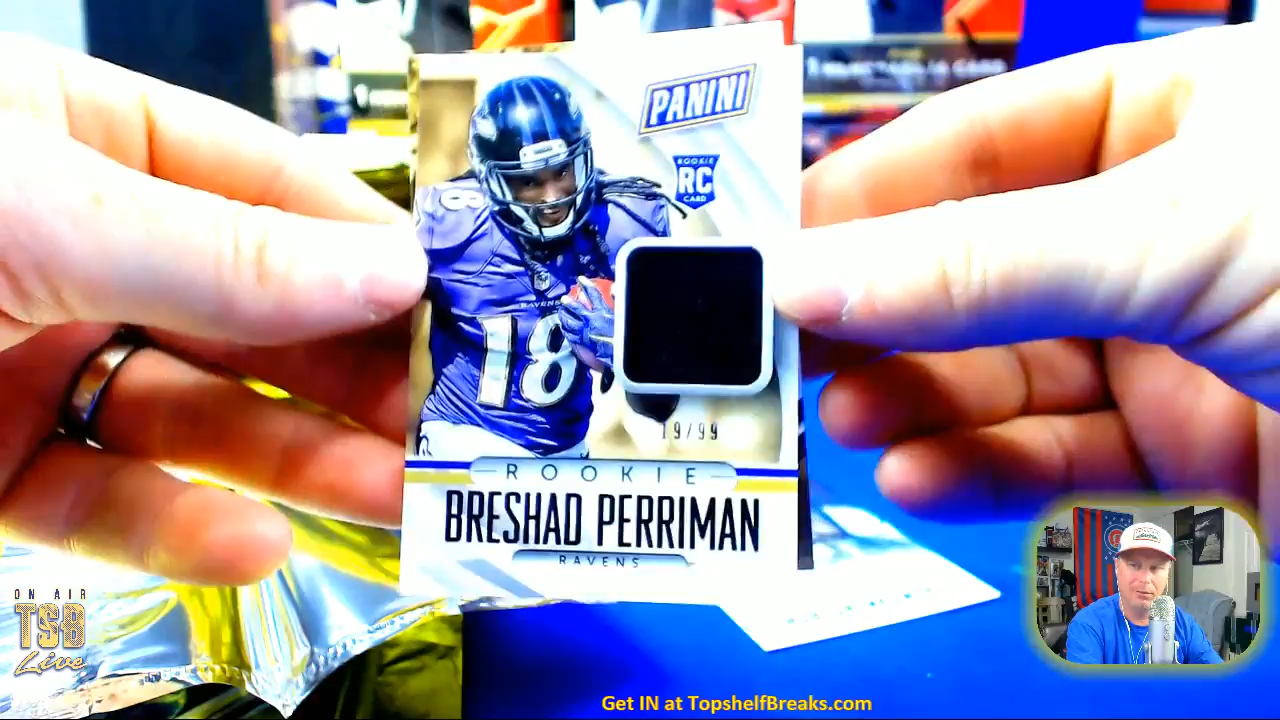 PANINI
ROOKIE
RC
CARD
8
RAVENS
18
19/99
ROOKIE
BRESHAD PERRIMAN
RAVENS
ON AIR
TSB
Live
Get IN at TopshelfBreaks.com